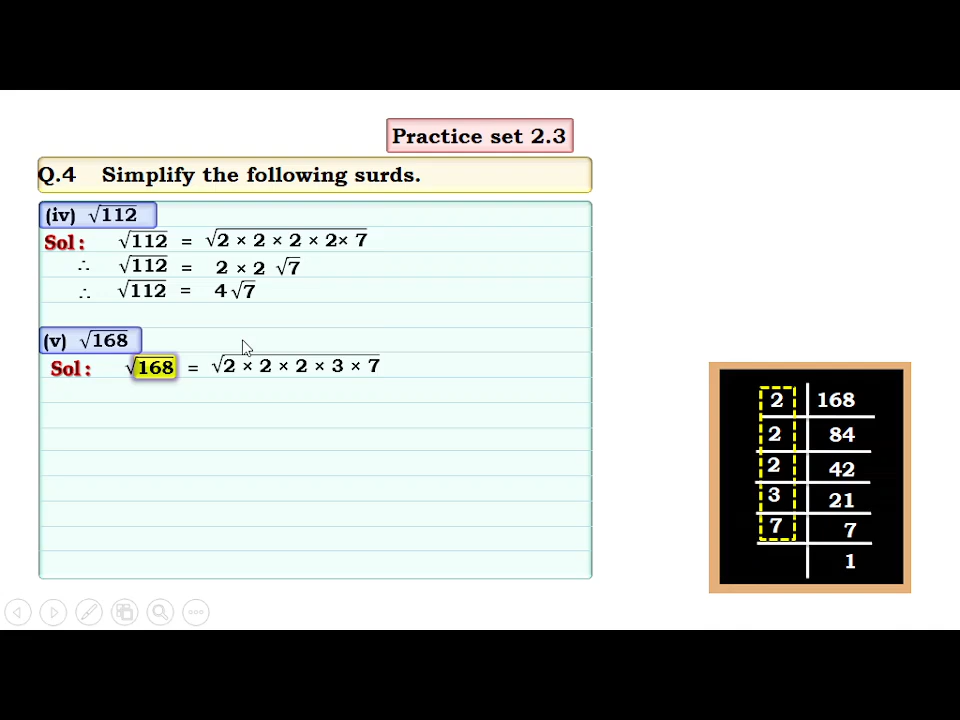 Practice set 2.3
Q.4 Simplify the following surds.
(iv) √112
Sol : √112 = √2 × 2 × 2 × 2× 7
∴ √112 = 2 × 2 √7
∴ √112 = 4 √7
(v) √168
Sol : √168 = √2 × 2 × 2 × 3 × 7
2 168
2 84
2 42
3 21
7 7
1